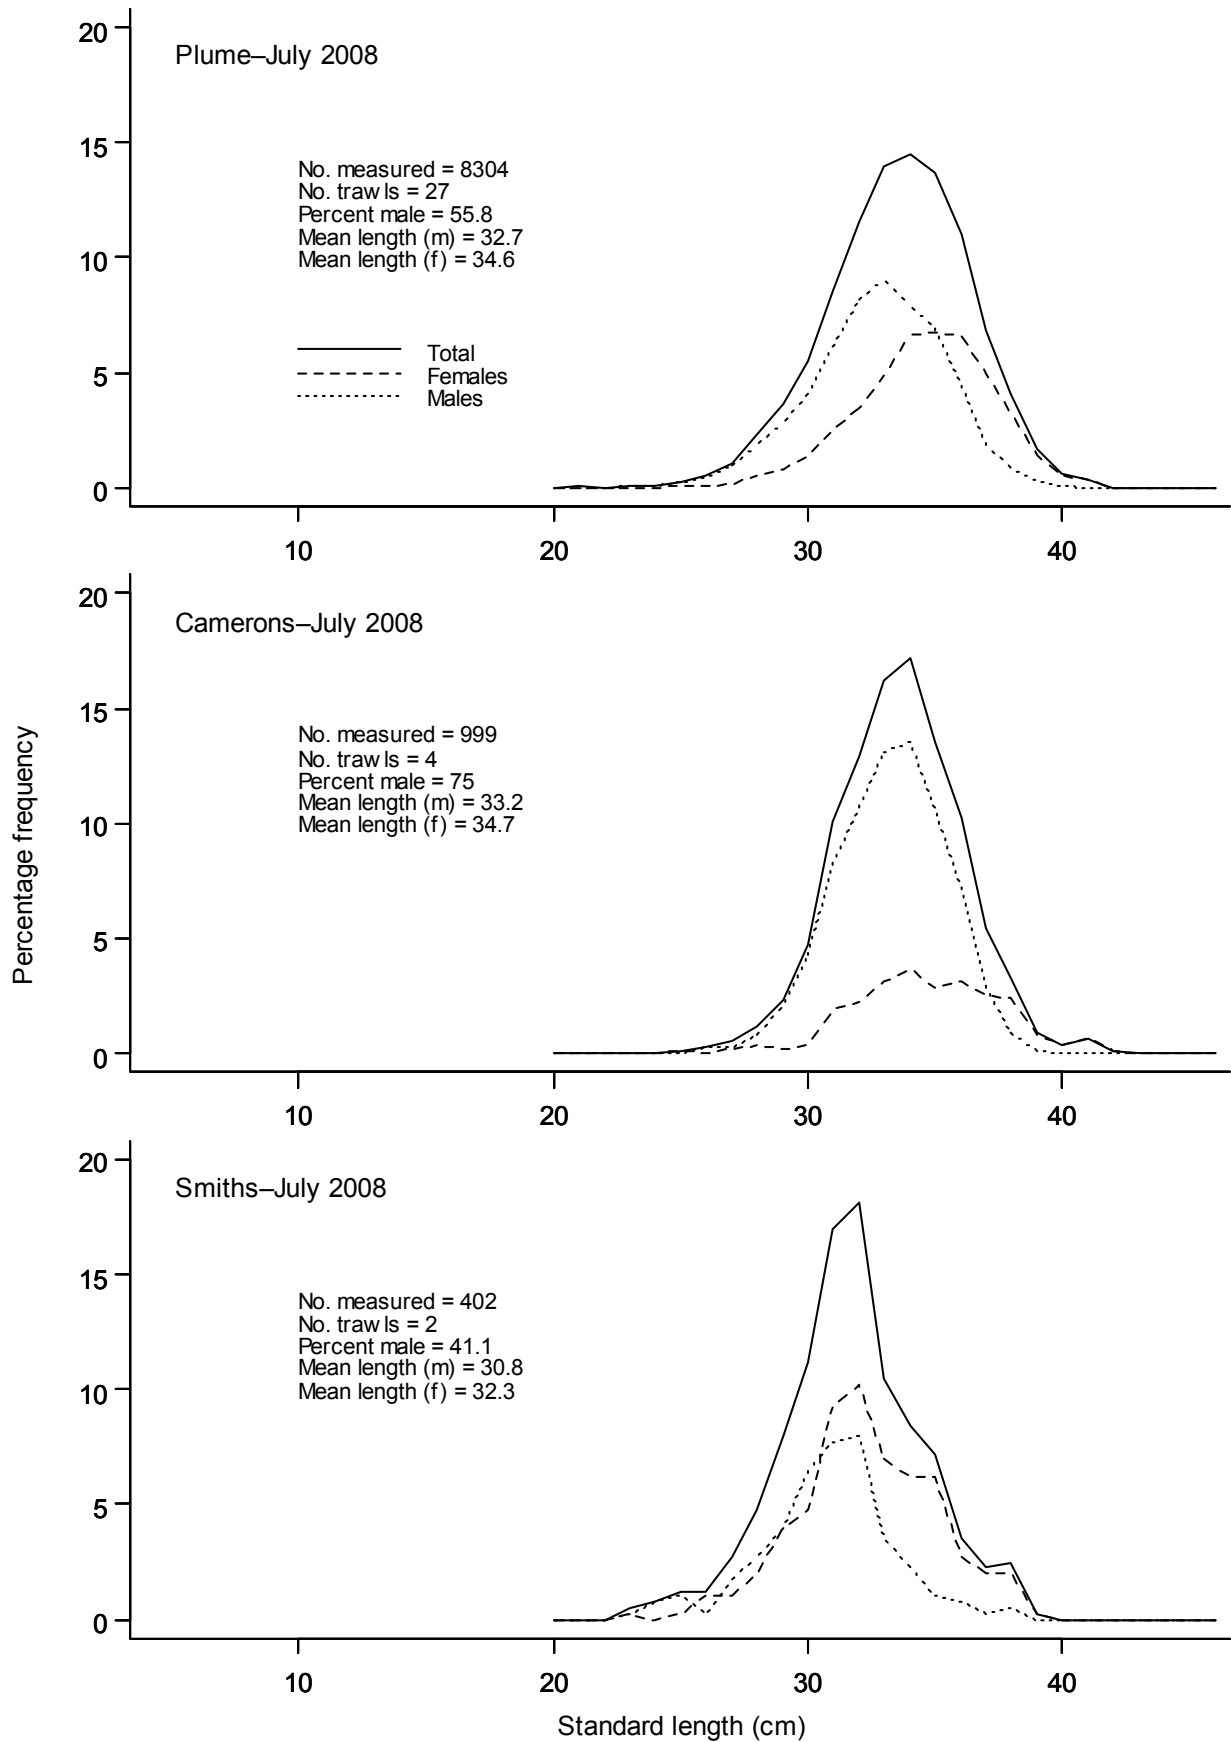 20
Plume–July 2008
15
No. measured = 8304
No. trawls = 27
Percent male = 55.8
Mean length (m) = 32.7
10
Mean length (f) = 34.6
Total
5
Females
Males
0
10 20 30 40
20
Camerons–July 2008
15
No. measured = 999
No. trawls = 4
Percent male = 75
Mean length (m) = 33.2
10
Mean length (f) = 34.7
5
0
10 20 30 40
Percentage frequency
20
Smiths–July 2008
15
No. measured = 402
No. trawls = 2
Percent male = 41.1
Mean length (m) = 30.8
10
Mean length (f) = 32.3
5
0
10 20 30 40
Standard length (cm)